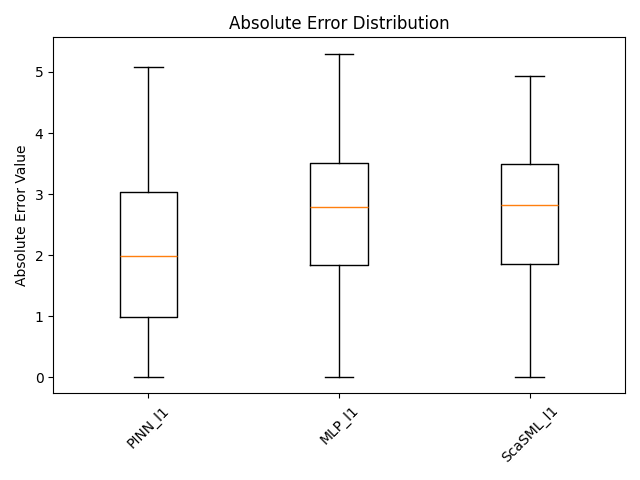 Absolute Error Distribution
Absolute Error Value
5
4
3
2
1
0
PINN_l1
MLP_l1
ScaSML_l1